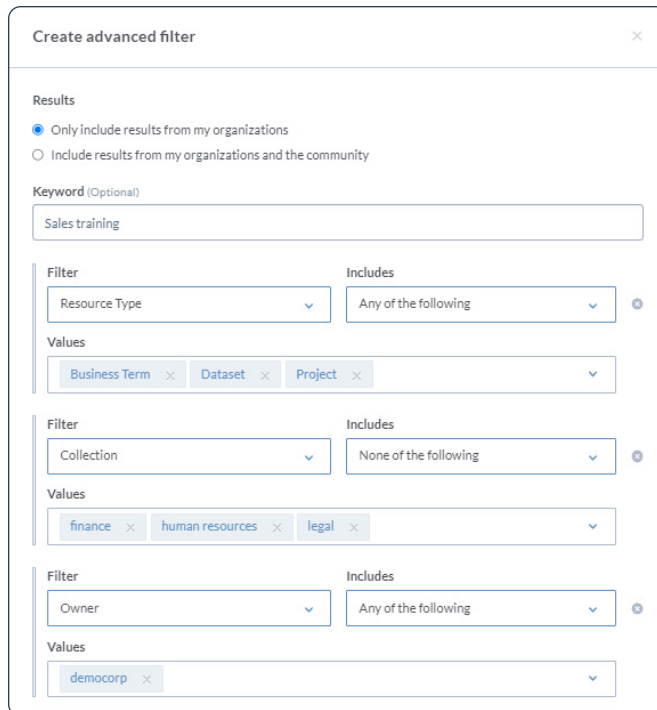 Create advanced filter
Results
Only include results from my organizations
Include results from my organizations and the community
Keyword (Optional)
Sales training
Filter Includes
Resource Type Any of the following
Values
Business Term Dataset Project
Filter Includes
Collection None of the following
Values
finance human resources legal
Filter Includes
Owner Any of the following
Values
democorp